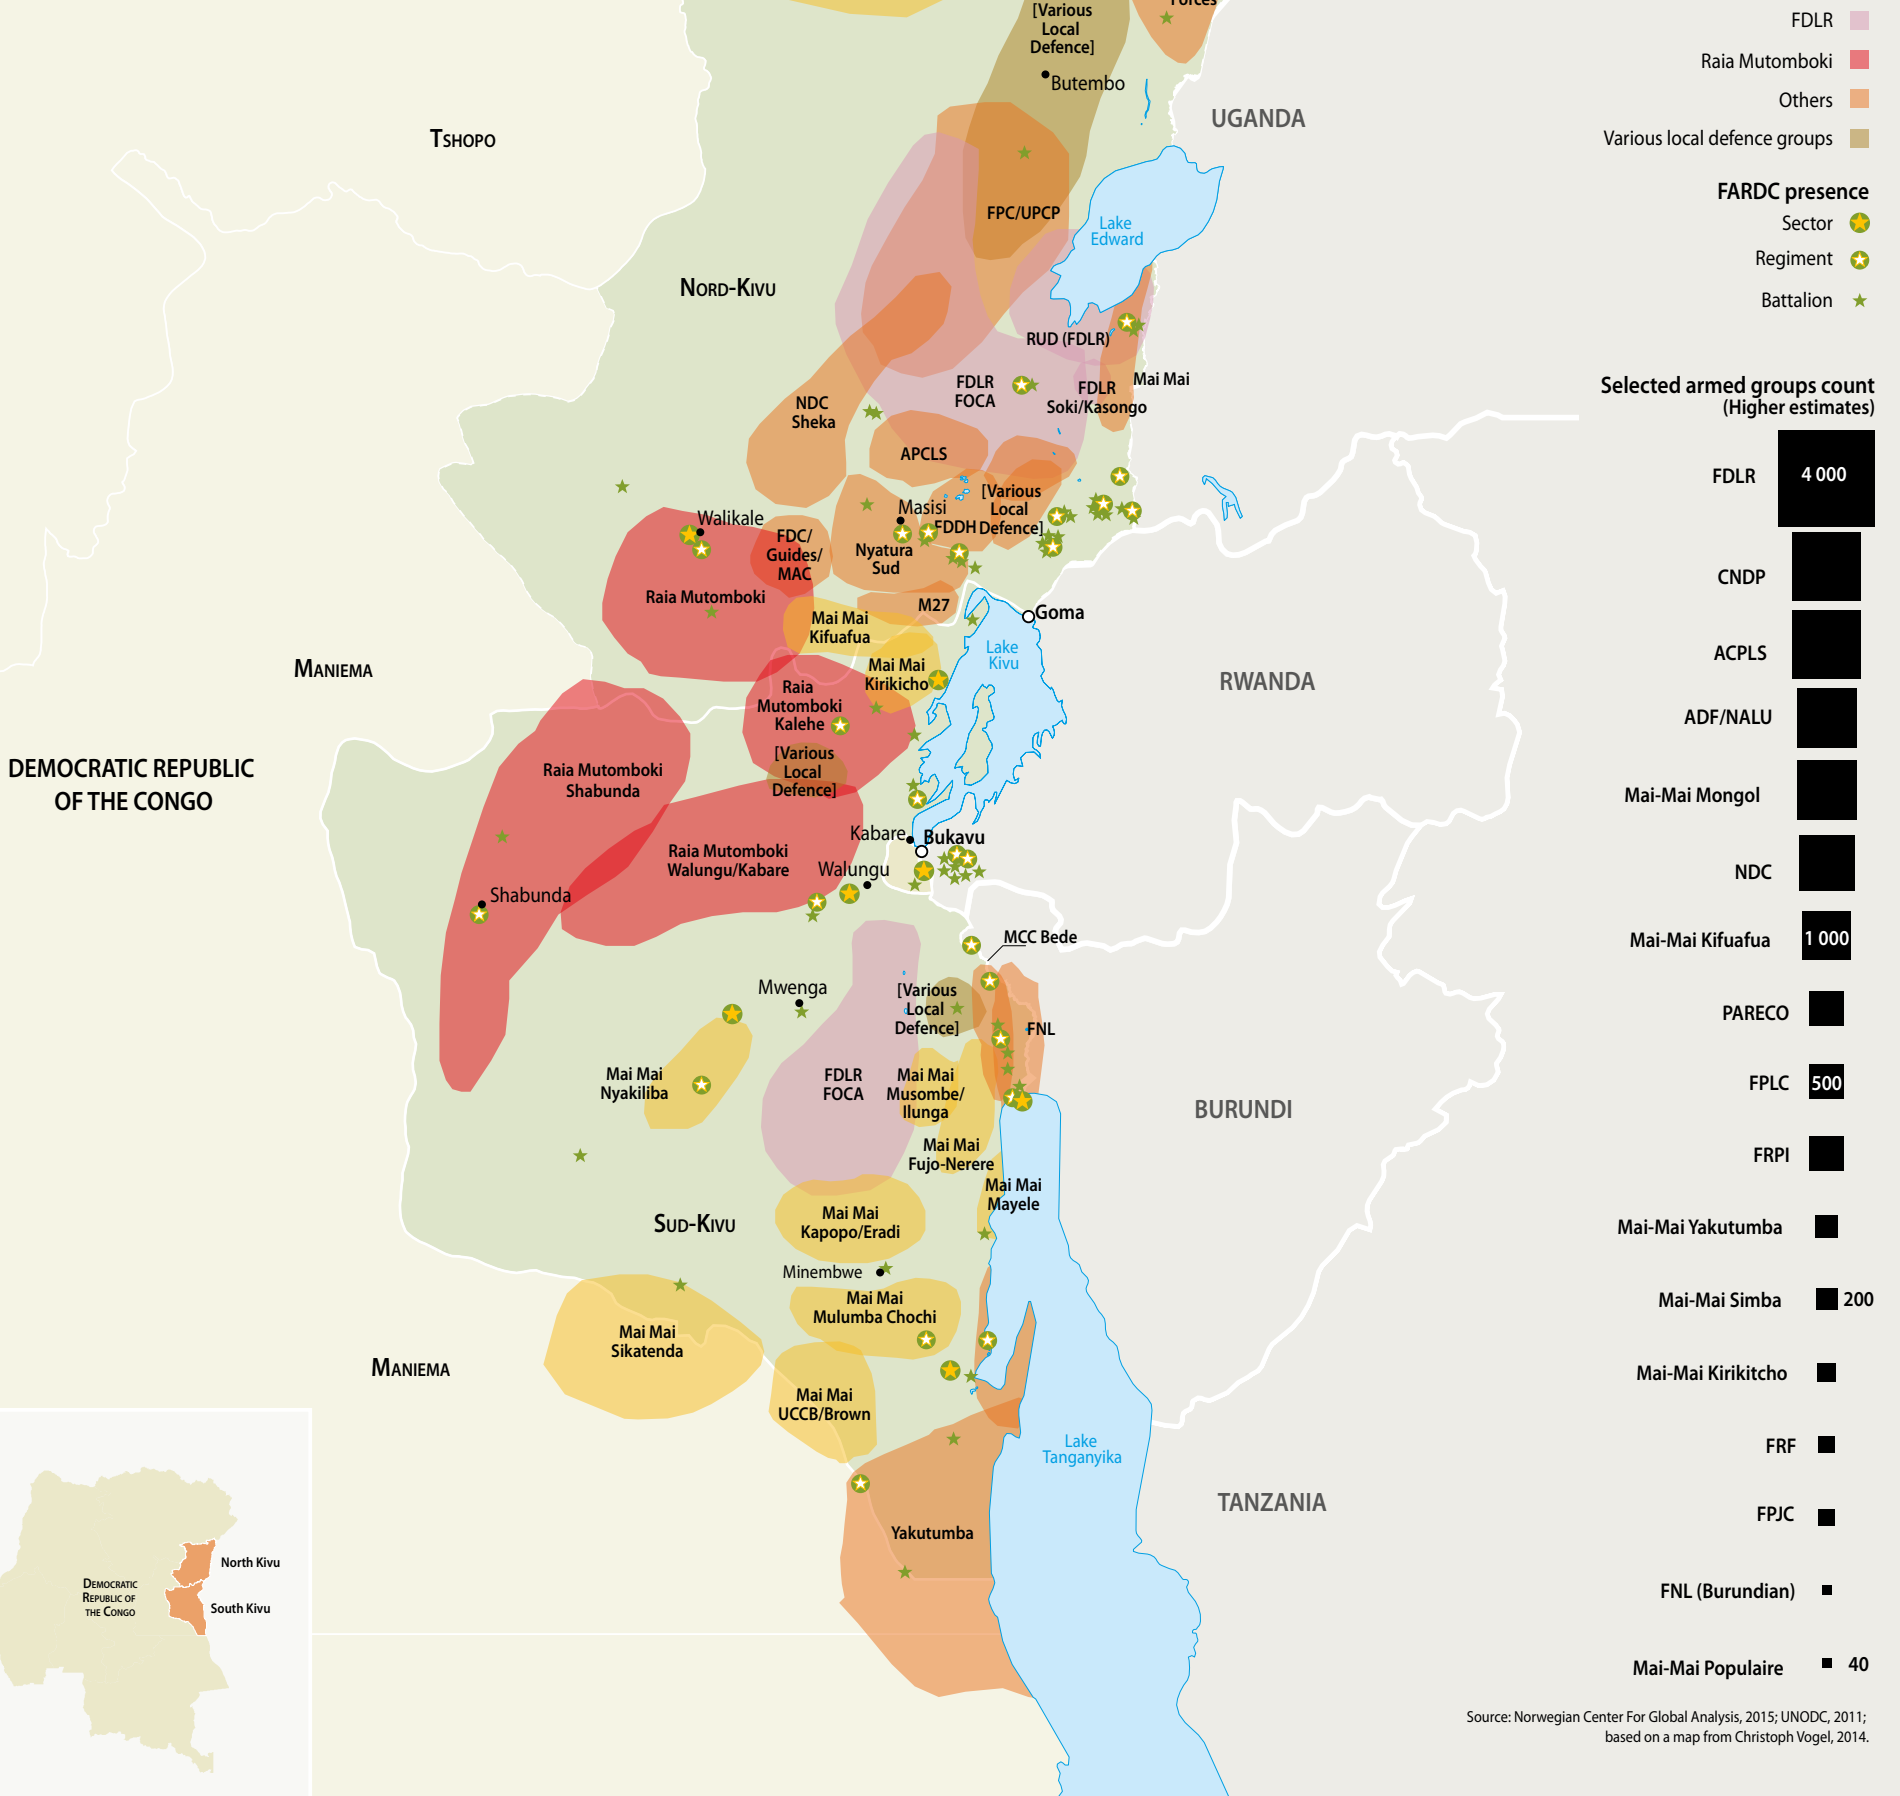 Forces
[Various
Local
Defence]
Butembo
UGANDA
TSHOPO
FPC/UPCP
Lake
Edward
NORD-KIVU
RUD (FDLR)
FDLR
FOCA
FDLR
Soki/Kasongo
Mai Mai
NDC
Sheka
APCLS
[Various
Local
Defence]
Masisi
FDDH
Walikale
FDC/
Guides/
MAC
Nyatura
Sud
Raia Mutomboki
M27
Goma
Mai Mai
Kifuafua
Lake
Kivu
Mai Mai
Kirikicho
MANIEMA
RWANDA
Raia
Mutomboki
Kalehe
[Various
Local
Defence]
Raia Mutomboki
Shabunda
DEMOCRATIC REPUBLIC
OF THE CONGO
Kabare
Bukavu
Raia Mutomboki
Walungu/Kabare
Walungu
Shabunda
MCC Bede
Mwenga
[Various
Local
Defence]
FNL
Mai Mai
Nyakiliba
FDLR
FOCA
Mai Mai
Musombe/
Ilunga
BURUNDI
Mai Mai
Fujo-Nerere
Mai Mai
Mayele
SUD-KIVU
Mai Mai
Kapopo/Eradi
Minembwe
Mai Mai
Mulumba Chochi
Mai Mai
Sikatenda
MANIEMA
Mai Mai
UCCB/Brown
Lake
Tanganyika
TANZANIA
Yakutumba
DEMOCRATIC
REPUBLIC OF
THE CONGO
North Kivu
South Kivu
FDLR
Raia Mutomboki
Others
Various local defence groups
FARDC presence
Sector
Regiment
Battalion
Selected armed groups count
(Higher estimates)
FDLR 4 000
CNDP
ACPLS
ADF/NALU
Mai-Mai Mongol
NDC
Mai-Mai Kifuafua 1 000
PARECO
FPLC 500
FRPI
Mai-Mai Yakutumba
Mai-Mai Simba 200
Mai-Mai Kirikitcho
FRF
FPJC
FNL (Burundian)
Mai-Mai Populaire 40
Source: Norwegian Center For Global Analysis, 2015; UNODC, 2011;
based on a map from Christoph Vogel, 2014.